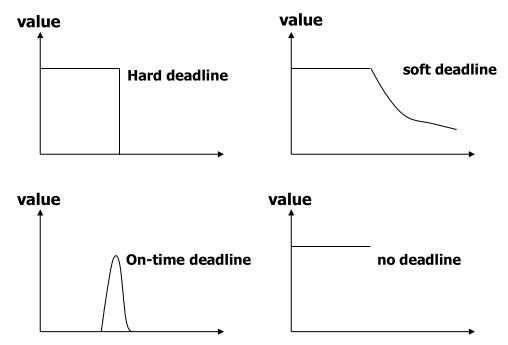 value
Hard deadline
value
soft deadline
value
On-time deadline
value
no deadline